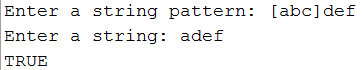 Enter a string pattern: [abc]def
Enter a string: adef
TRUE